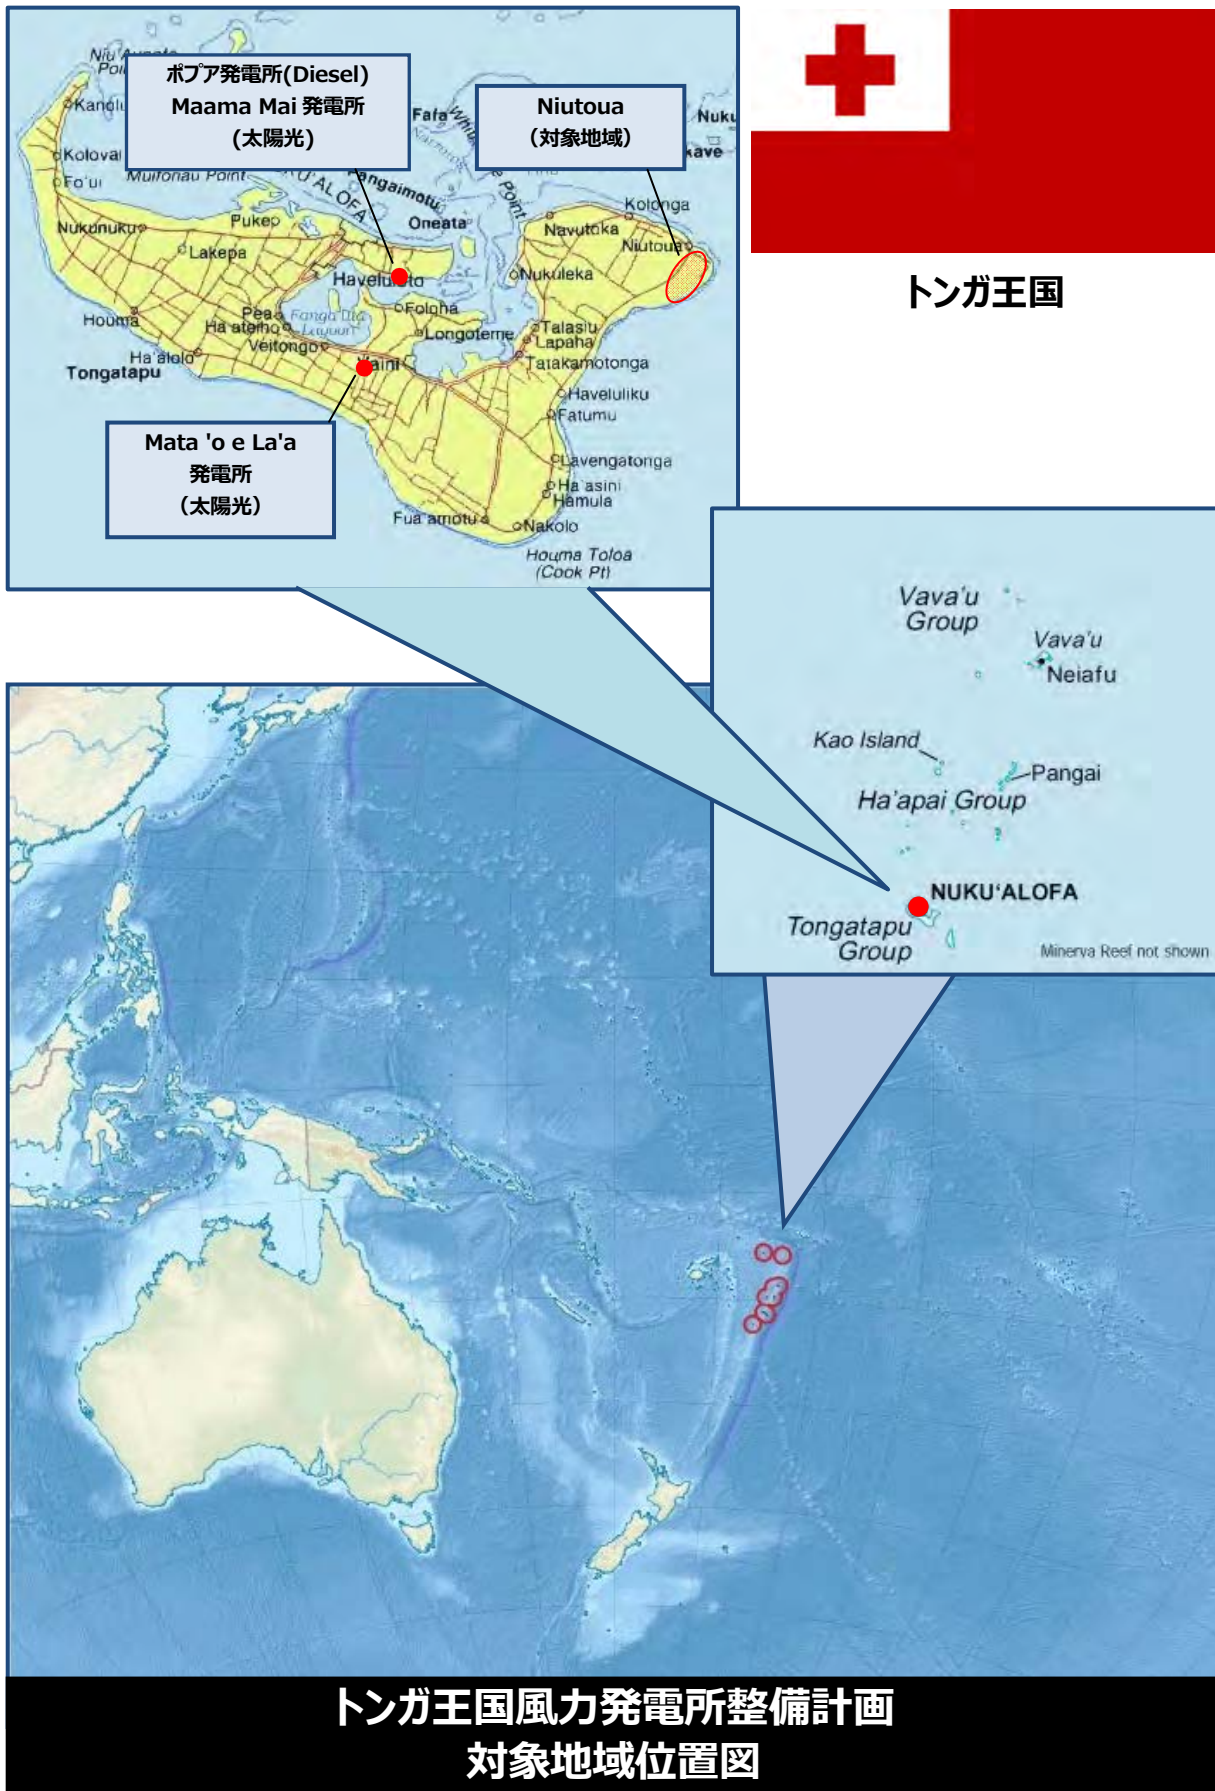 ポプア発電所(Diesel)
Maama Mai 発電所
(太陽光)
Niutoua
（対象地域）
Fafa
Kolovai
Fo'ui
Muifonau Point
Pangaimotu
Oneata
Nukunuku
Pukep
Lakepa
Kolonga
Navutoka
Niutoua
Nukuleka
Houma
Pea
Ha'ateiho
Veitongo
Folaha
Longoteme
Talasiu
Lapaha
Tatakamotonga
Ha'alolo
Tongatapu
Vaini
Haveluliku
Fatumu
Lavengatonga
Ha'asini
Hamula
Fua'amotu
Nakolo
Houma Toloa
(Cook Pt)
Mata 'o e La'a
発電所
（太陽光）
トンガ王国
Vava'u
Group
Vava'u
Neiafu
Kao Island
Pangai
Ha'apai Group
NUKU'ALOFA
Tongatapu
Group
Minerva Reef not shown
トンガ王国風力発電所整備計画
対象地域位置図